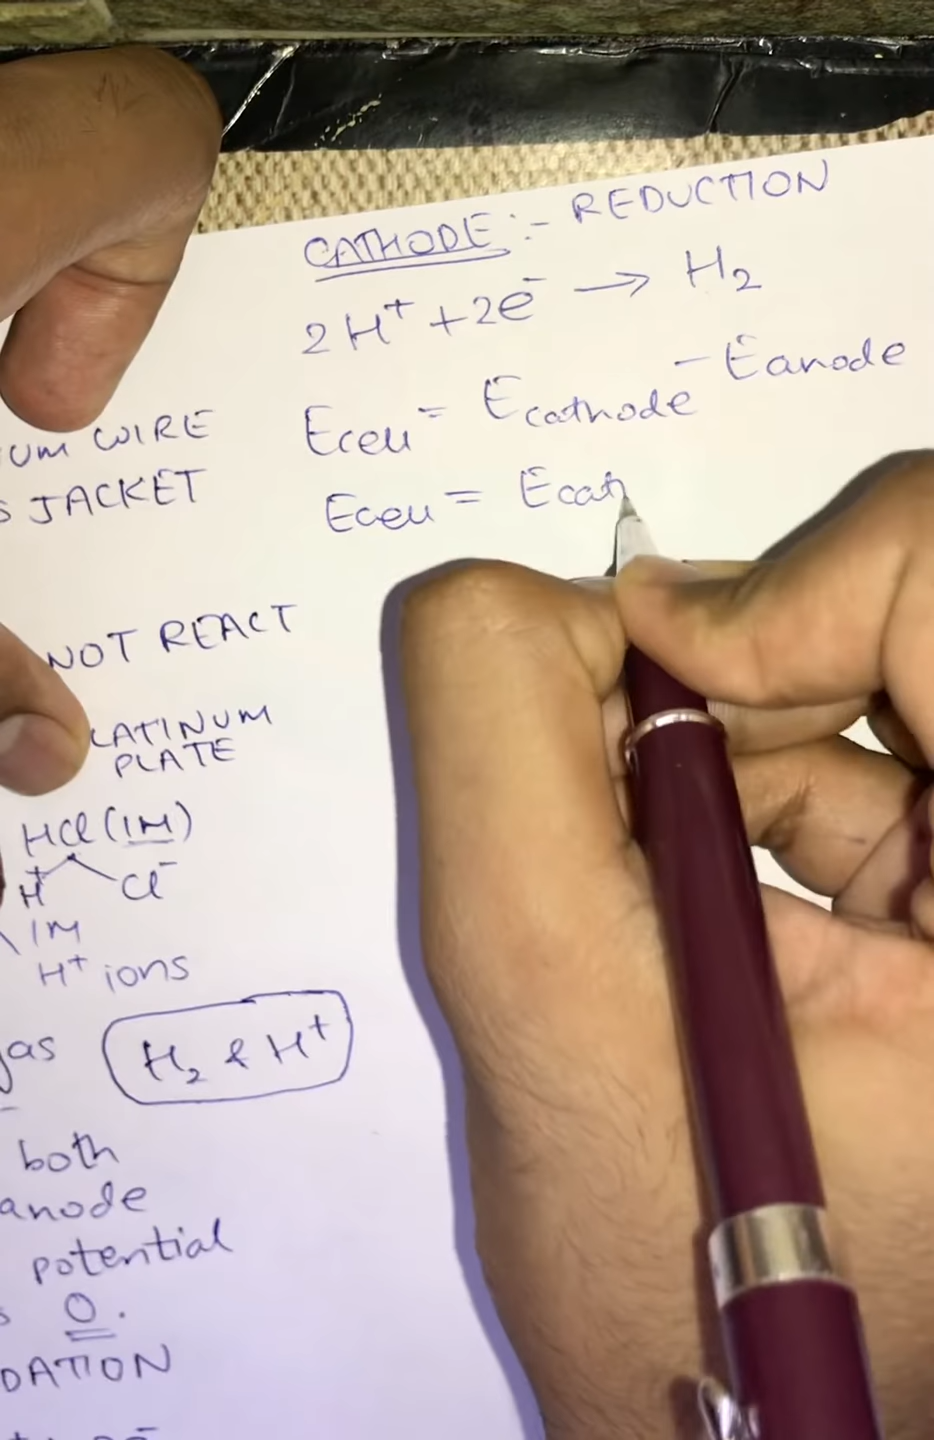 CATHODE :- REDUCTION
2H⁺ + 2e⁻ → H₂
Ecell = Ecathode - Eanode
Ecell = Ecath
UM WIRE
S JACKET
NOT REACT
LATINUM
PLATE
HCl (1M)
H⁺ Cl⁻
1M
H⁺ ions
gas H₂ & H⁺
both
anode
potential
s 0.
DATION